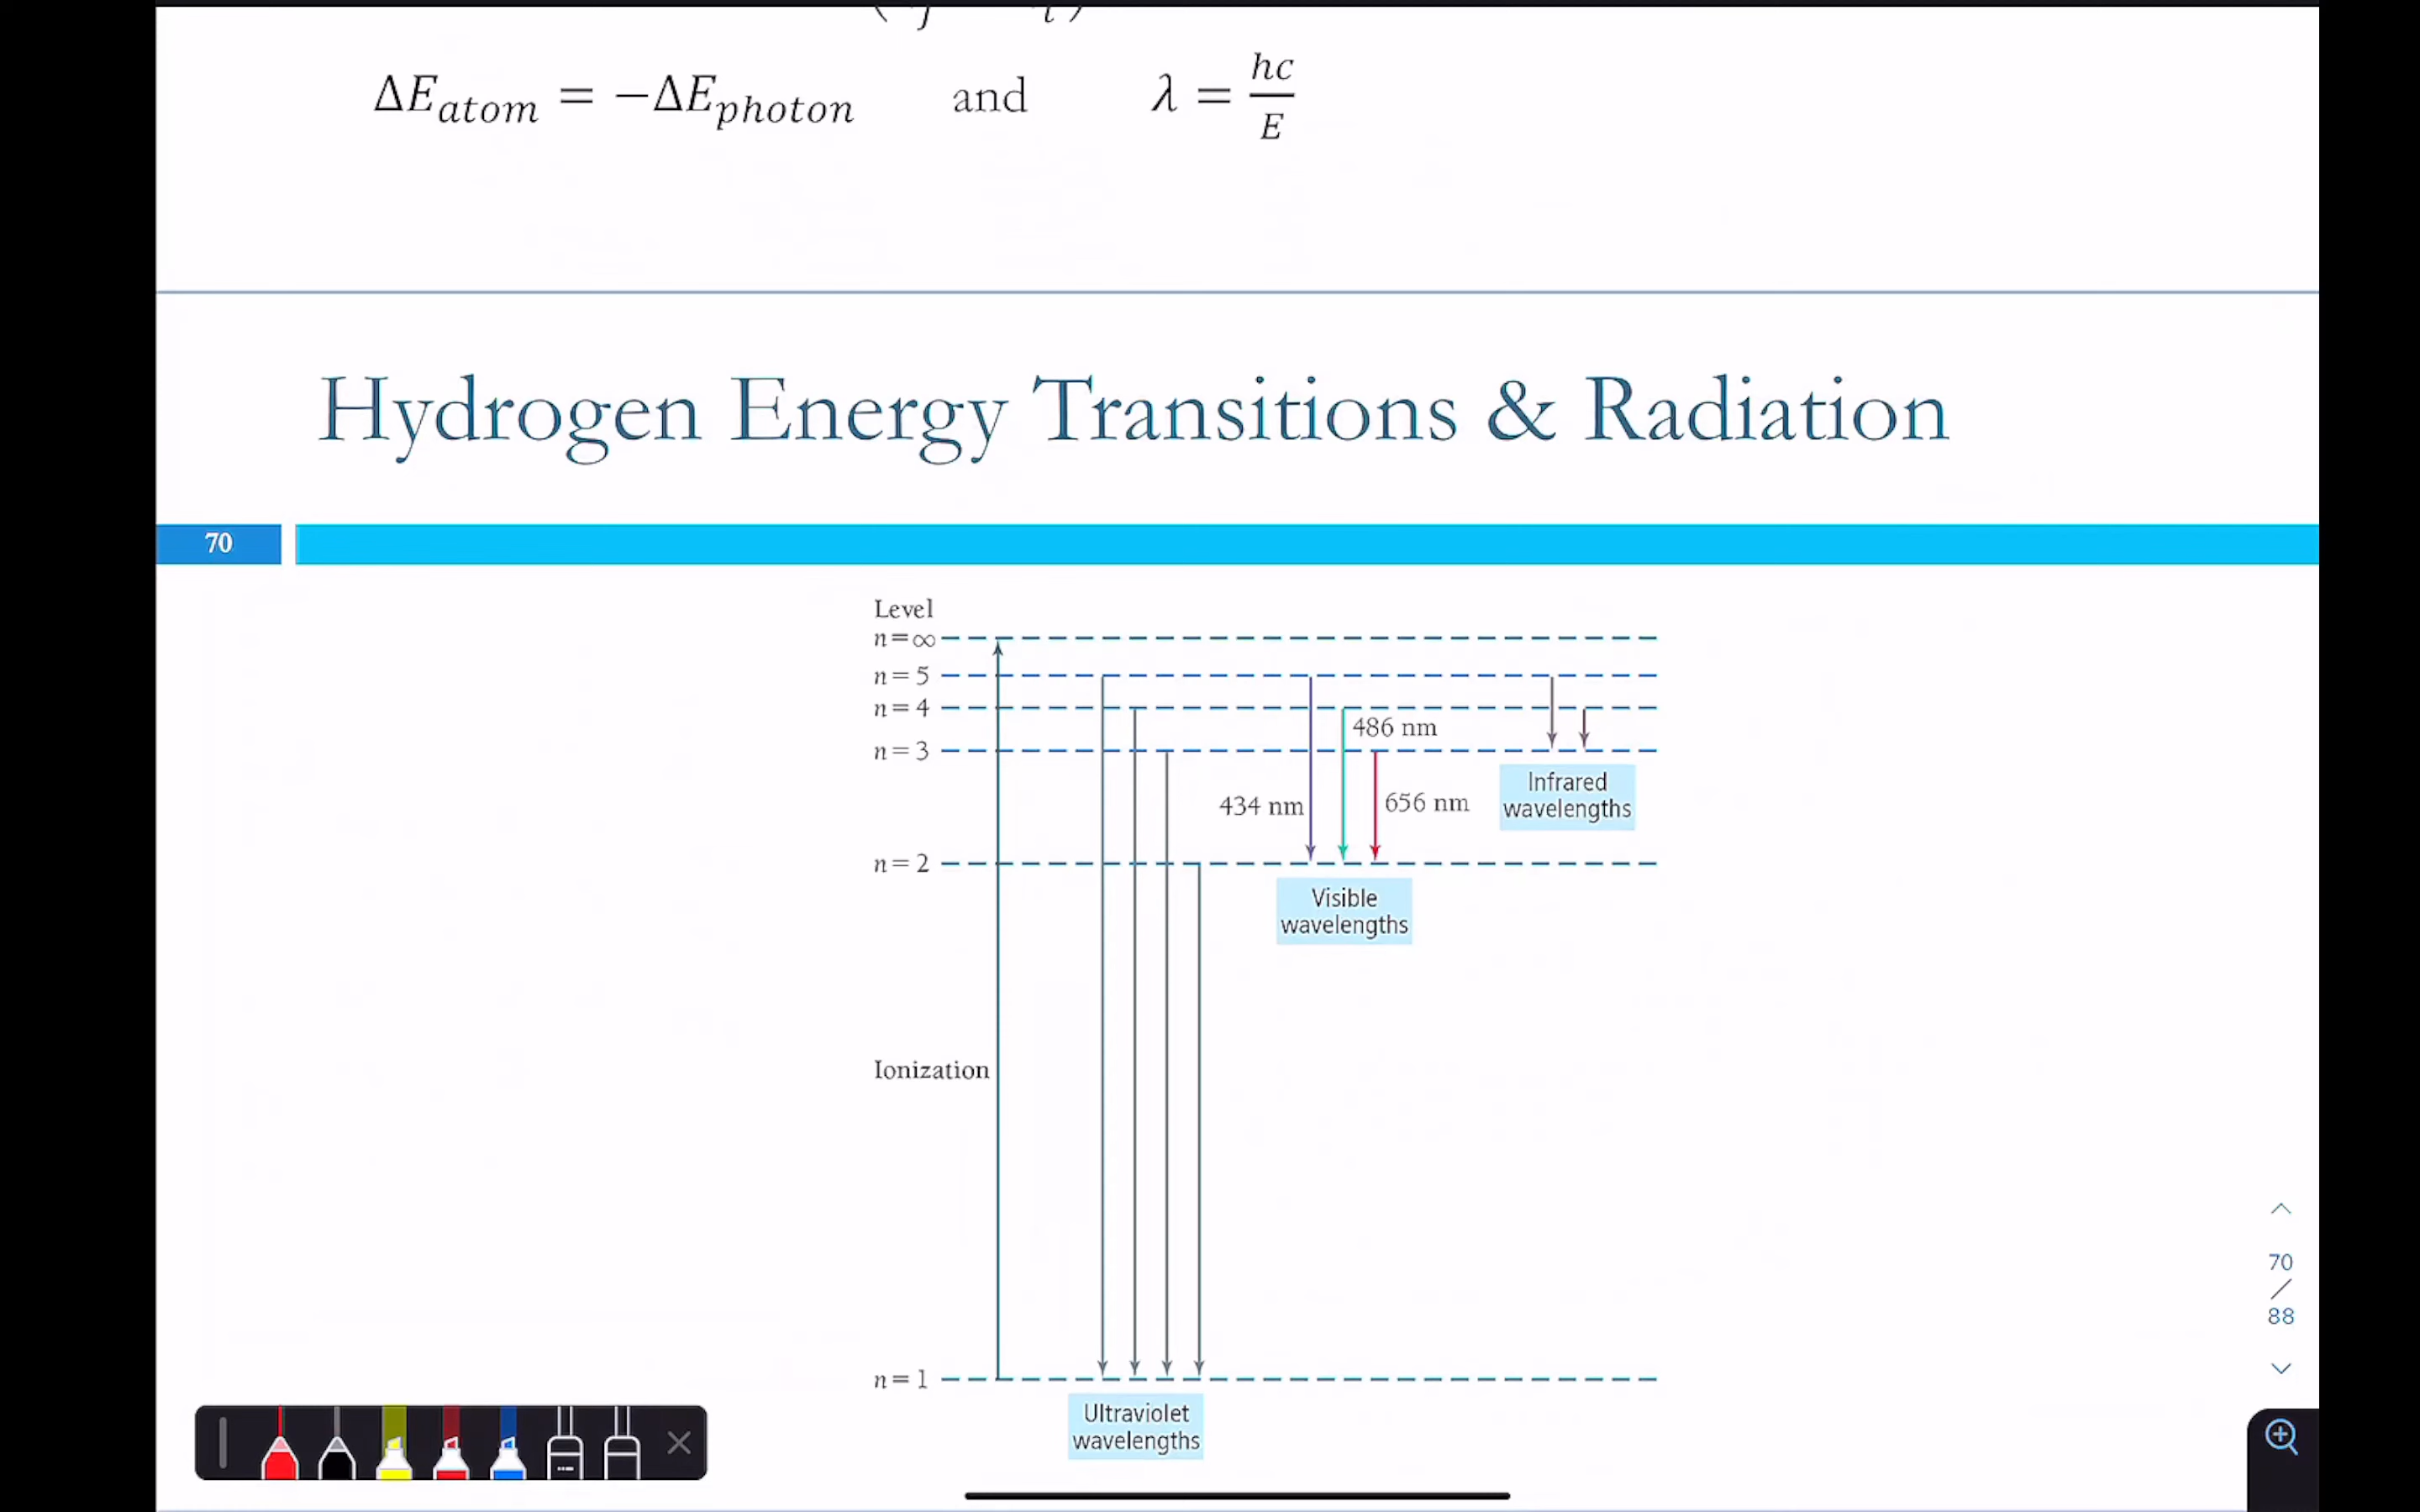 ΔE_atom = −ΔE_photon and λ = hc/E
Hydrogen Energy Transitions & Radiation
70
Level
n = ∞
n = 5
n = 4
486 nm
n = 3
Infrared
wavelengths
434 nm
656 nm
n = 2
Visible
wavelengths
Ionization
n = 1
Ultraviolet
wavelengths
70
/
88